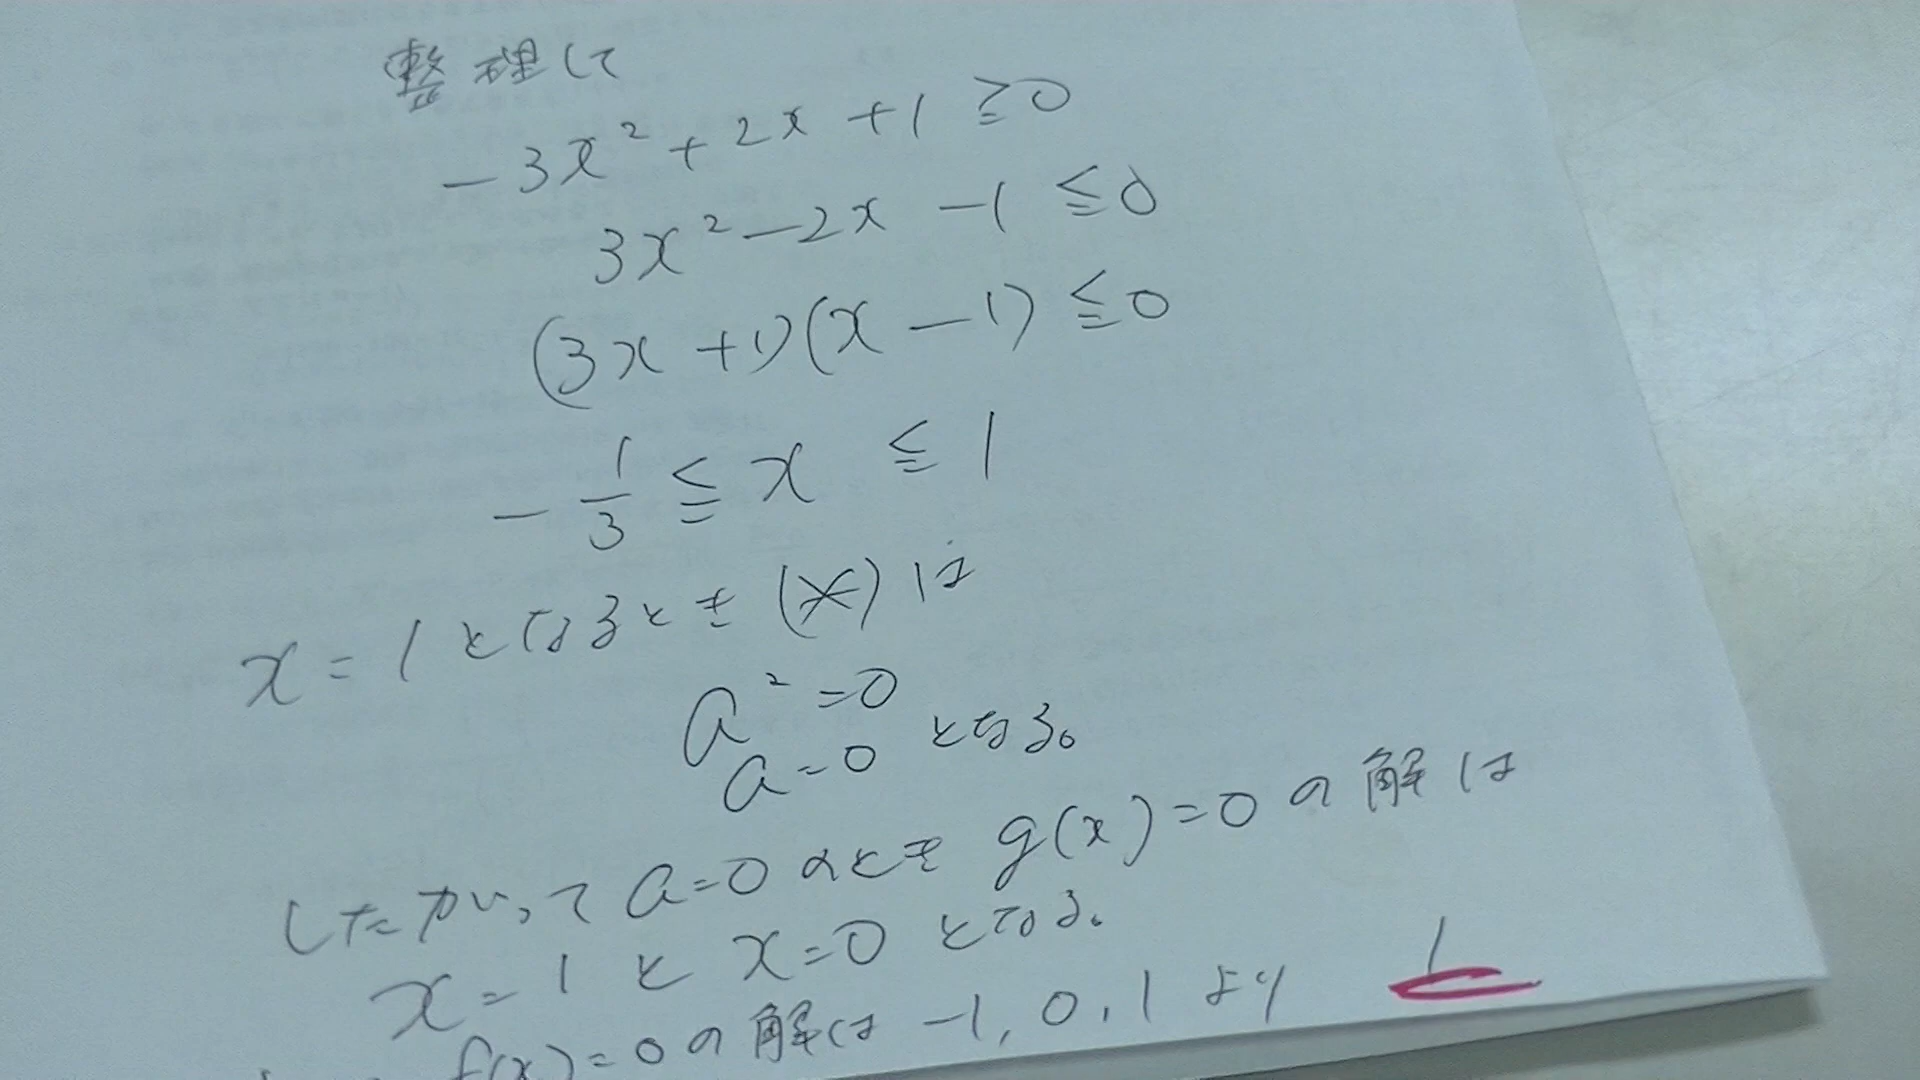 整理して
-3x²+2x+1≧0
3x²-2x-1≦0
(3x+1)(x-1)≦0
-1/3≦x≦1
x=1となるとき(*)は
a²=0
a=0となる。
したがってa=0のときg(x)=0の解は
x=1とx=0となる。
f(x)=0の解は-1,0,1より 1